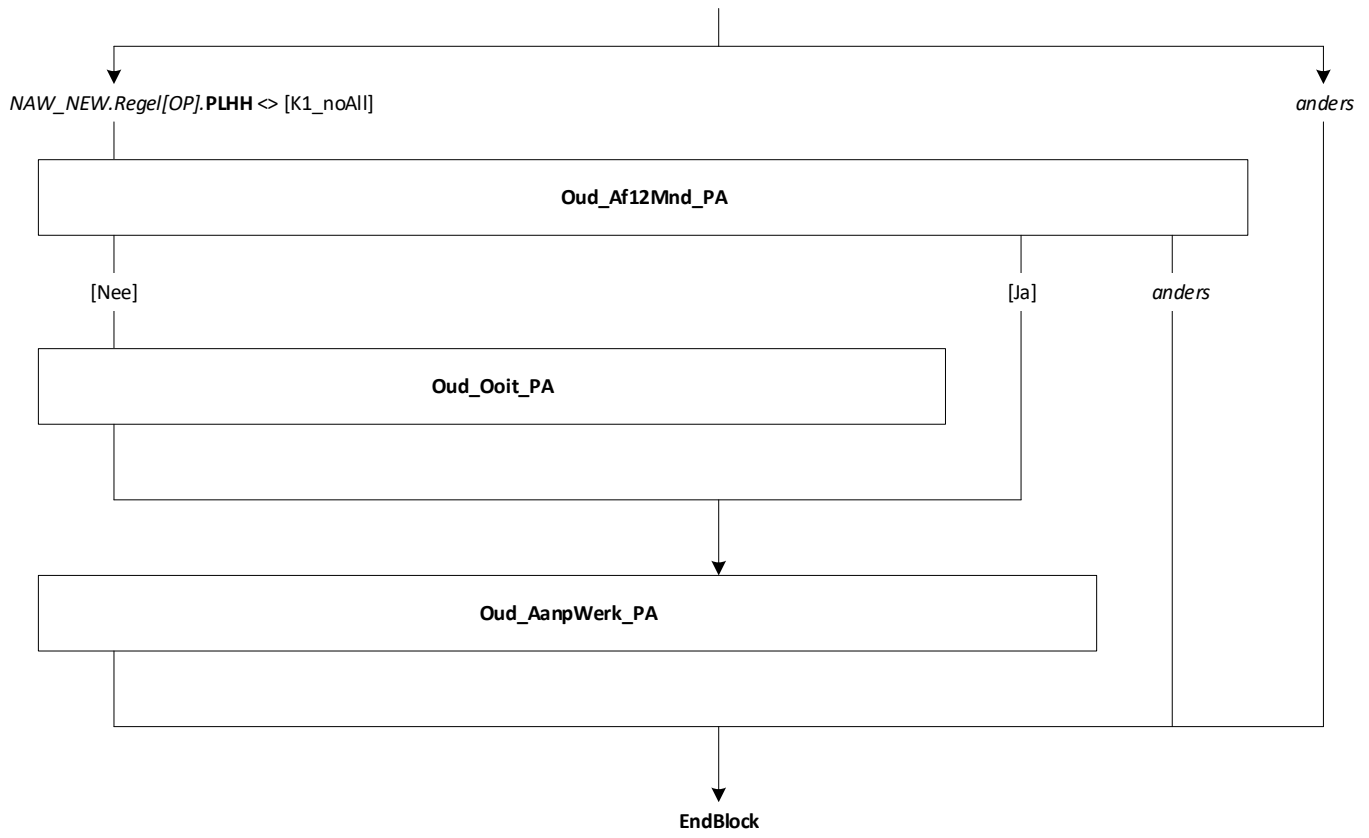 NAW_NEW.Regel[OP].PLHH <> [K1_noAll]
anders
Oud_Af12Mnd_PA
[Nee]
[Ja]
anders
Oud_Ooit_PA
Oud_AanpWerk_PA
EndBlock